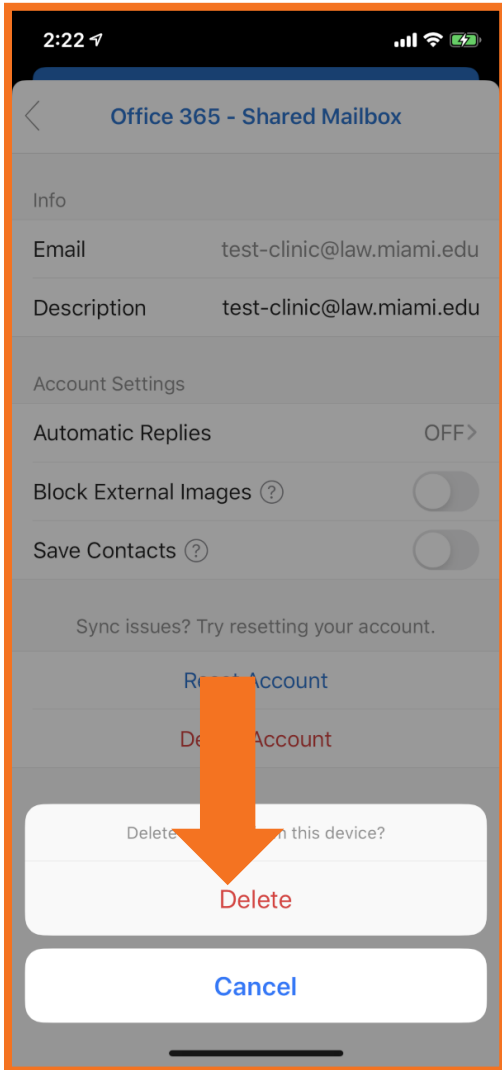 2:22
Office 365 - Shared Mailbox
Info
Email test-clinic@law.miami.edu
Description test-clinic@law.miami.edu
Account Settings
Automatic Replies OFF
Block External Images ?
Save Contacts ?
Sync issues? Try resetting your account.
Account
Account
Delete this device?
Delete
Cancel